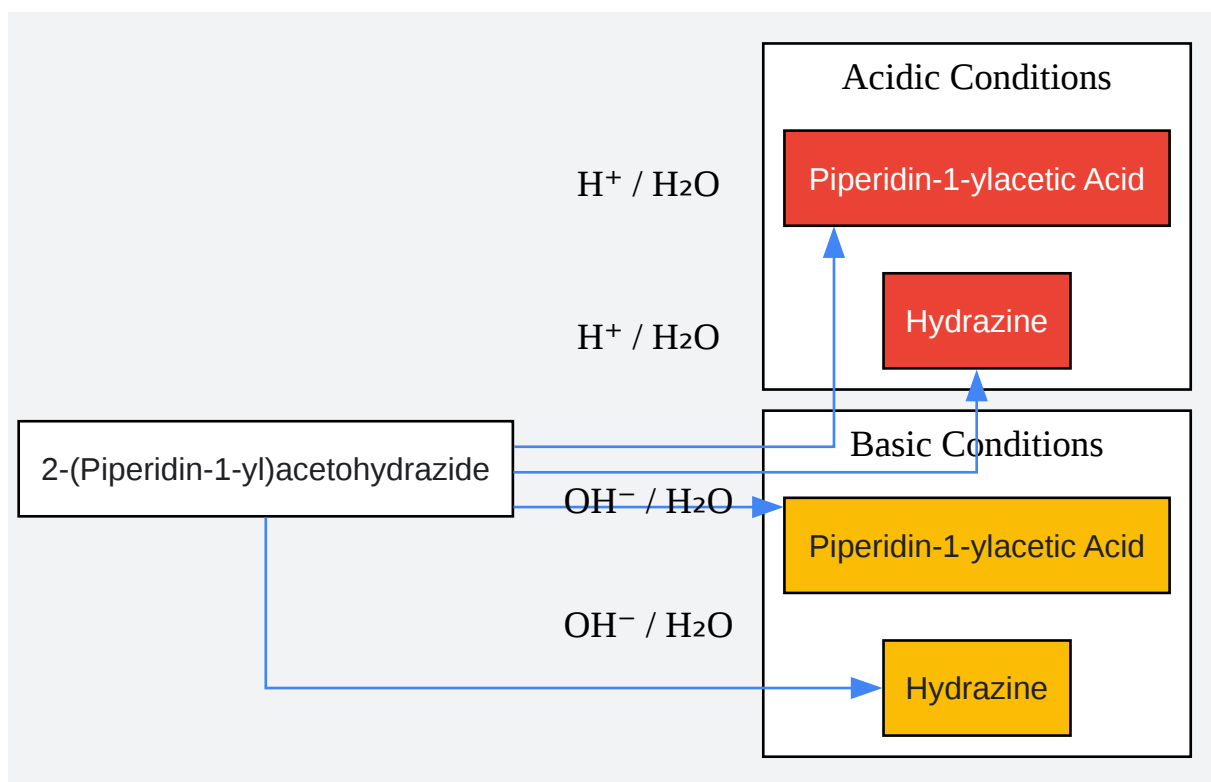 Acidic Conditions
Piperidin-1-ylacetic Acid
H⁺ / H₂O
Hydrazine
H⁺ / H₂O
2-(Piperidin-1-yl)acetohydrazide
Basic Conditions
OH⁻ / H₂O
Piperidin-1-ylacetic Acid
OH⁻ / H₂O
Hydrazine